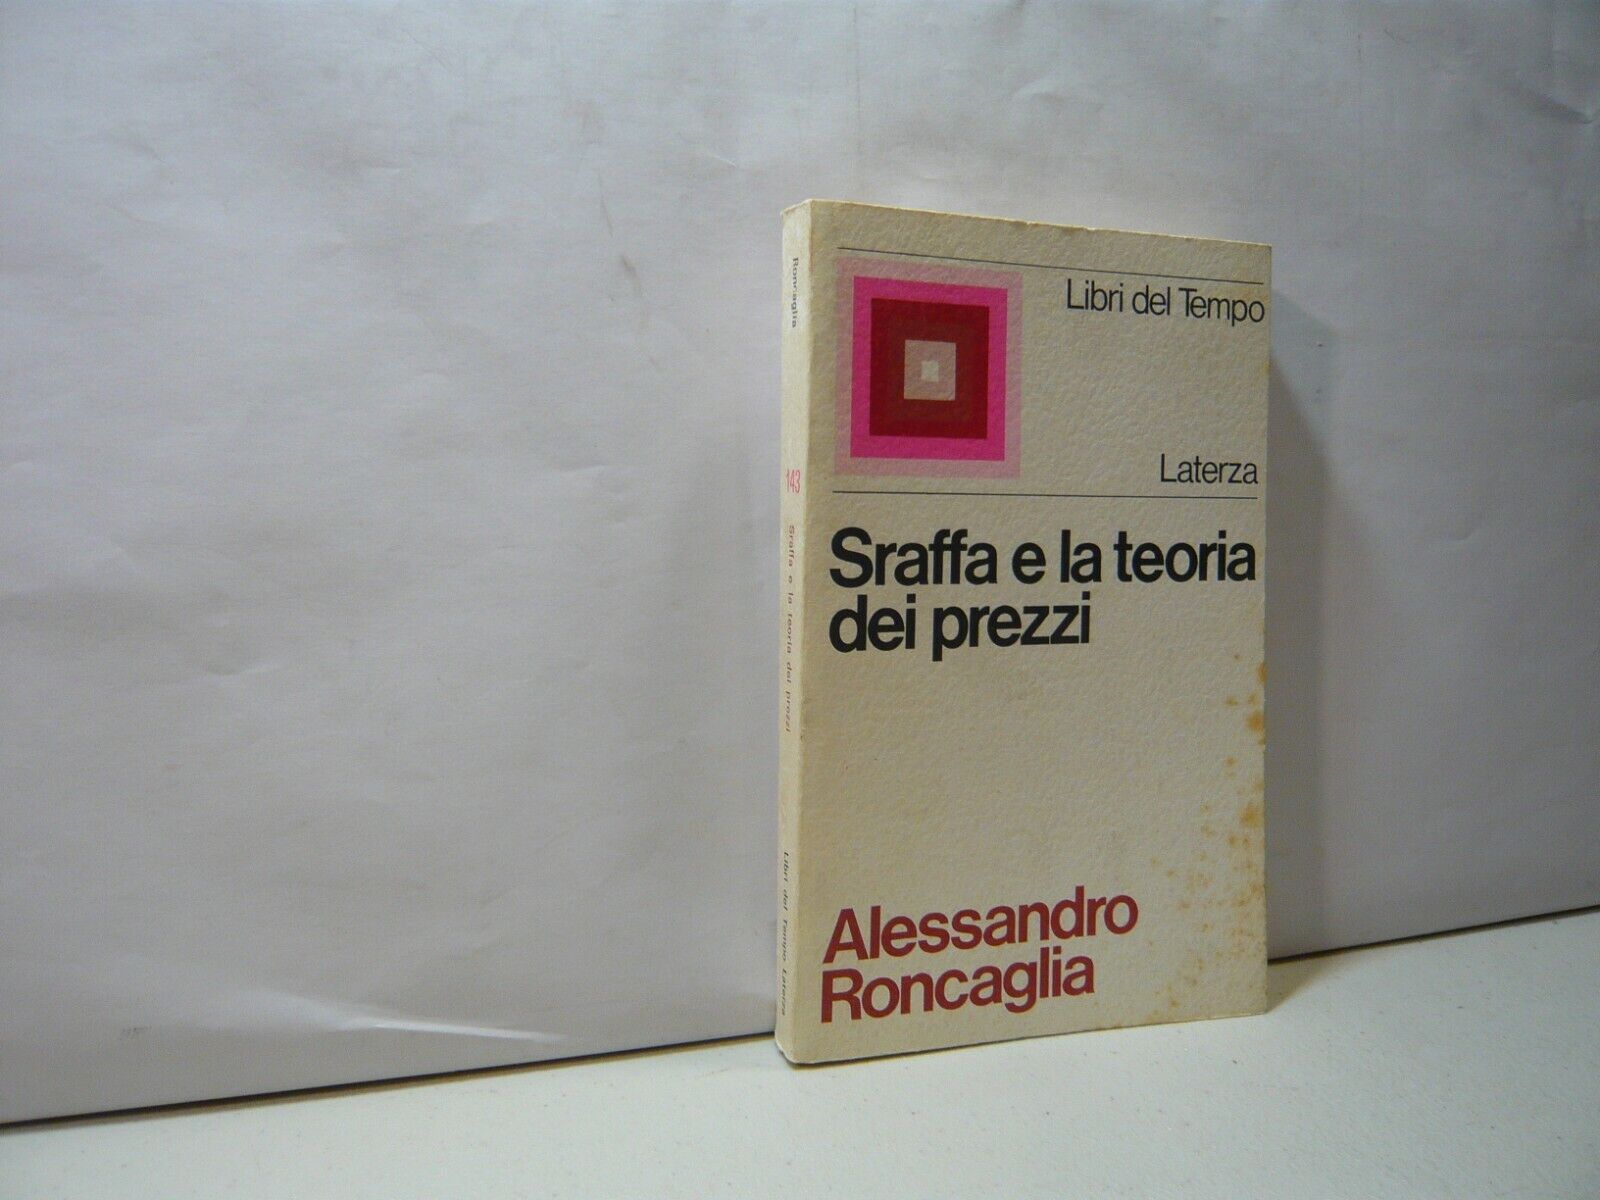 Roncaglia
143
Sraffa e la teoria dei prezzi
Libri del Tempo Laterza
Libri del Tempo
Laterza
Sraffa e la teoria
dei prezzi
Alessandro
Roncaglia